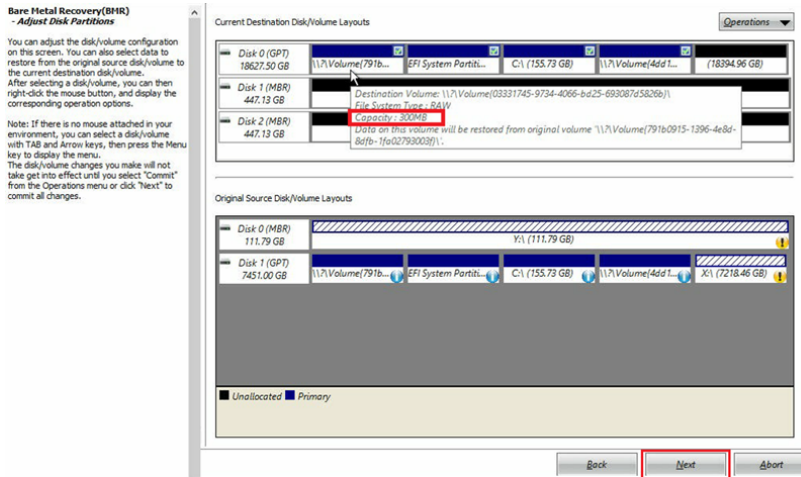 Bare Metal Recovery(BMR)
- Adjust Disk Partitions
You can adjust the disk/volume configuration
on this screen. You can also select data to
restore from the original source disk/volume to
the current destination disk/volume.
After selecting a disk/volume, you can then
right-click the mouse button, and display the
corresponding operation options.
Note: If there is no mouse attached in your
environment, you can select a disk/volume
with TAB and Arrow keys, then press the Menu
key to display the menu.
The disk/volume changes you make will not
take get into effect until you select "Commit"
from the Operations menu or click "Next" to
commit all changes.
Current Destination Disk/Volume Layouts
Operations
Disk 0 (GPT)
18627.50 GB
\\?\Volume{791b...
EFI System Partiti...
C:\ (155.73 GB)
\\?\Volume{4dd1...
(18394.96 GB)
Disk 1 (MBR)
447.13 GB
Disk 2 (MBR)
447.13 GB
Destination Volume: \\?\Volume{03331745-9734-4066-bd25-693087d5826b}\
File System Type : RAW
Capacity : 300MB
Data on this volume will be restored from original volume '\\?\Volume{791b0915-1396-4e8d-
8dfb-1fa02793003f}\'.
Original Source Disk/Volume Layouts
Disk 0 (MBR)
111.79 GB
Y:\ (111.79 GB)
Disk 1 (GPT)
7451.00 GB
\\?\Volume{791b...
EFI System Partiti...
C:\ (155.73 GB)
\\?\Volume{4dd1...
X:\ (7218.46 GB)
Unallocated
Primary
Back
Next
Abort